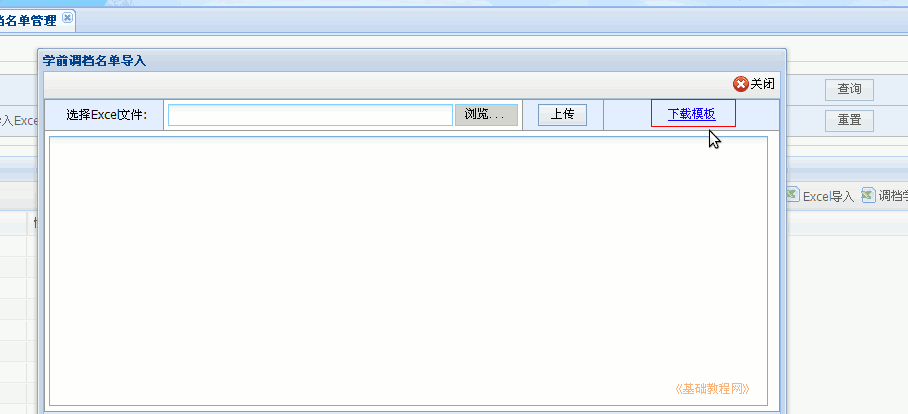 档名单管理
学前调档名单导入
关闭
查询
选择Excel文件:
浏览...
上传
下载模板
入Exce
重置
Excel导入
调档学
《基础教程网》